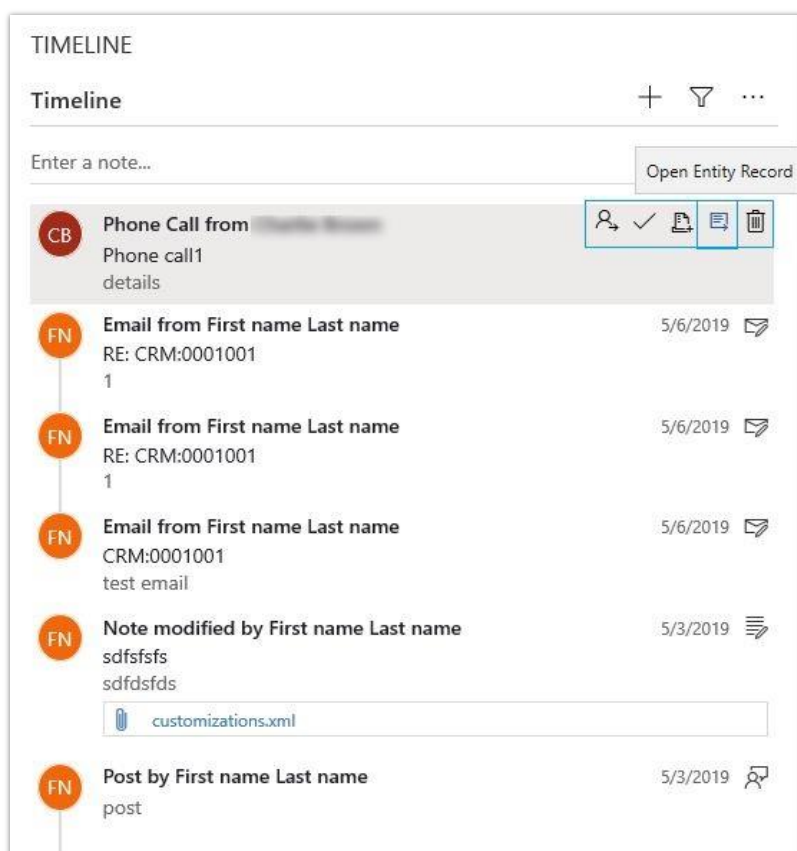 TIMELINE
Timeline
Enter a note...
Open Entity Record
CB
Phone Call from
Phone call1
details
FN
Email from First name Last name
5/6/2019
RE: CRM:0001001
1
FN
Email from First name Last name
5/6/2019
RE: CRM:0001001
1
FN
Email from First name Last name
5/6/2019
CRM:0001001
test email
FN
Note modified by First name Last name
5/3/2019
sdfsfsfs
sdfdsfds
customizations.xml
FN
Post by First name Last name
5/3/2019
post